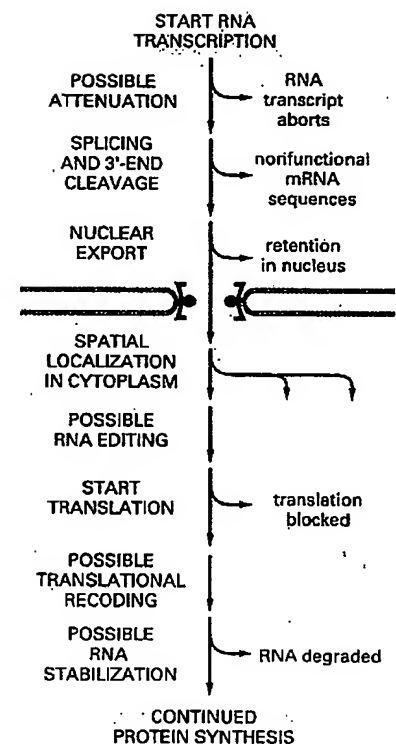 START RNA
TRANSCRIPTION
POSSIBLE
ATTENUATION
RNA
transcript
aborts
SPLICING
AND 3'-END
CLEAVAGE
nonfunctional
mRNA
sequences
NUCLEAR
EXPORT
retention
in nucleus
SPATIAL
LOCALIZATION
IN CYTOPLASM
POSSIBLE
RNA EDITING
START
TRANSLATION
translation
blocked
POSSIBLE
TRANSLATIONAL
RECODING
POSSIBLE
RNA
STABILIZATION
RNA degraded
CONTINUED
PROTEIN SYNTHESIS